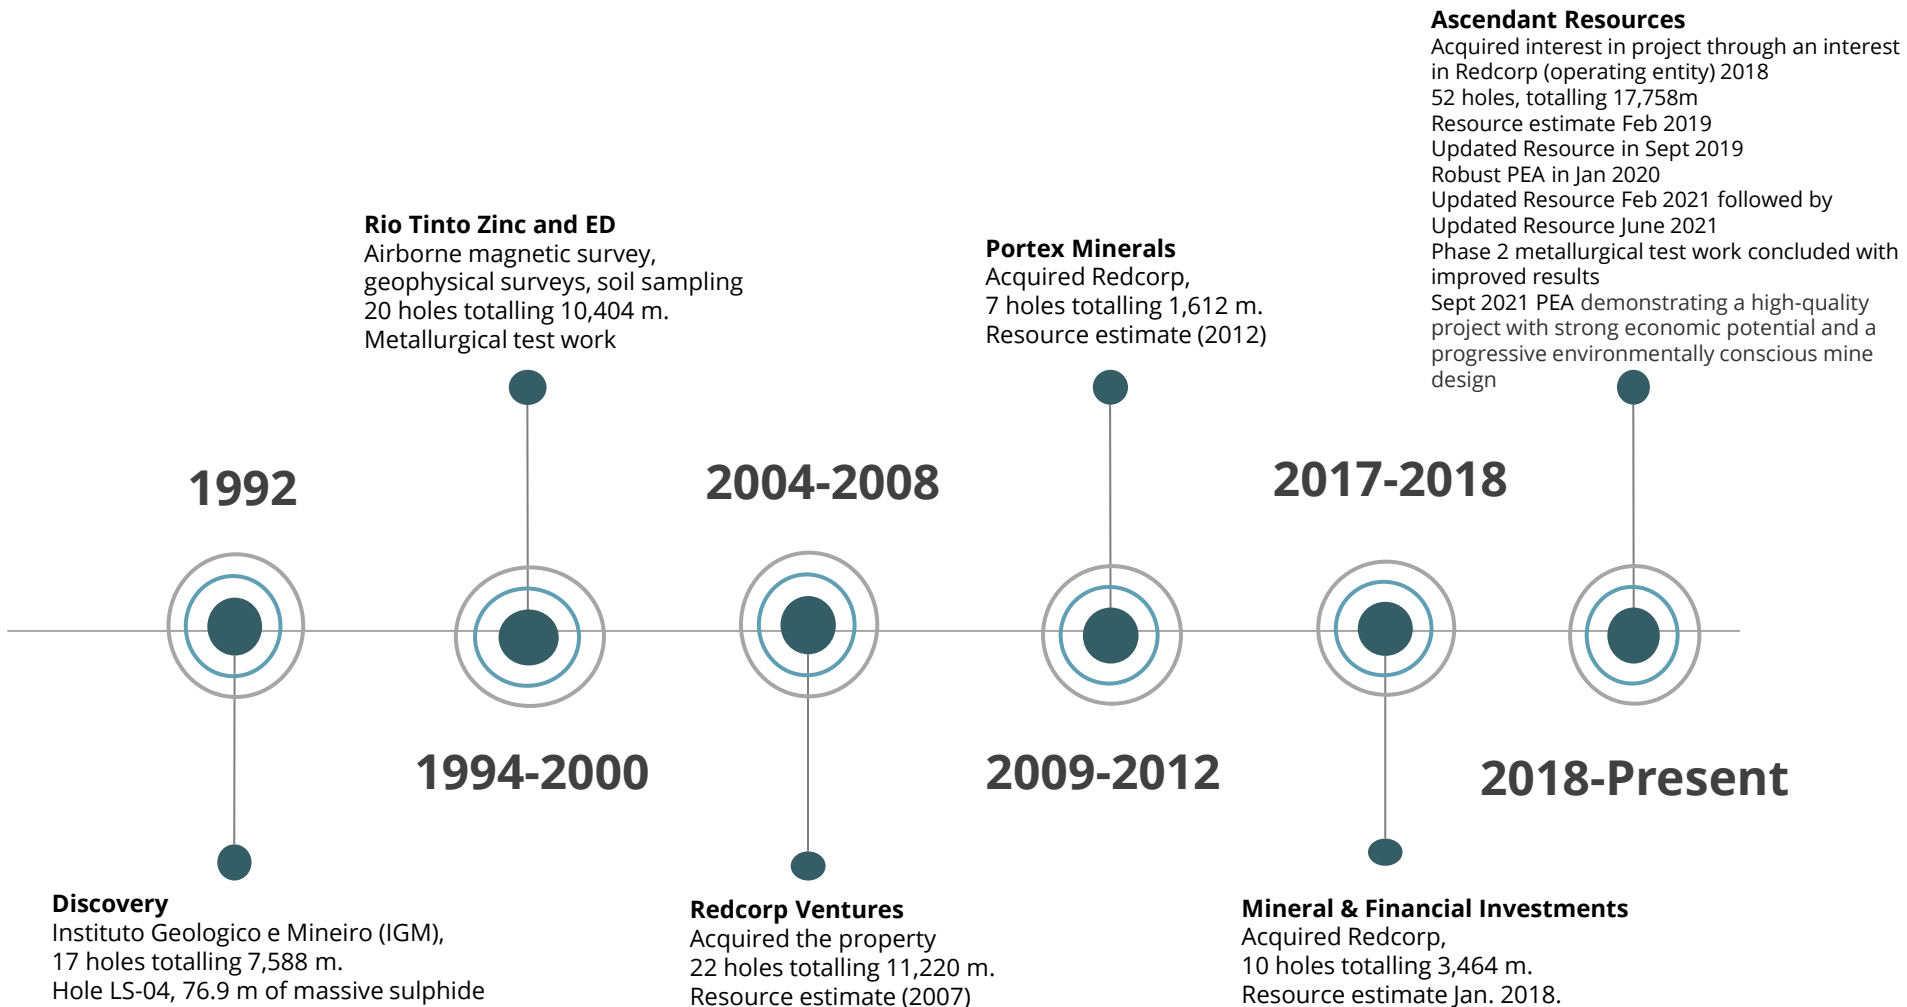 Ascendant Resources
Acquired interest in project through an interest
in Redcorp (operating entity) 2018
52 holes, totalling 17,758m
Resource estimate Feb 2019
Updated Resource in Sept 2019
Robust PEA in Jan 2020
Updated Resource Feb 2021 followed by
Updated Resource June 2021
Phase 2 metallurgical test work concluded with
improved results
Sept 2021 PEA demonstrating a high-quality
project with strong economic potential and a
progressive environmentally conscious mine
design
Rio Tinto Zinc and ED
Airborne magnetic survey,
geophysical surveys, soil sampling
20 holes totalling 10,404 m.
Metallurgical test work
Portex Minerals
Acquired Redcorp,
7 holes totalling 1,612 m.
Resource estimate (2012)
1992
2004-2008
2017-2018
1994-2000
2009-2012
2018-Present
Discovery
Instituto Geologico e Mineiro (IGM),
17 holes totalling 7,588 m.
Hole LS-04, 76.9 m of massive sulphide
Redcorp Ventures
Acquired the property
22 holes totalling 11,220 m.
Resource estimate (2007)
Mineral & Financial Investments
Acquired Redcorp,
10 holes totalling 3,464 m.
Resource estimate Jan. 2018.